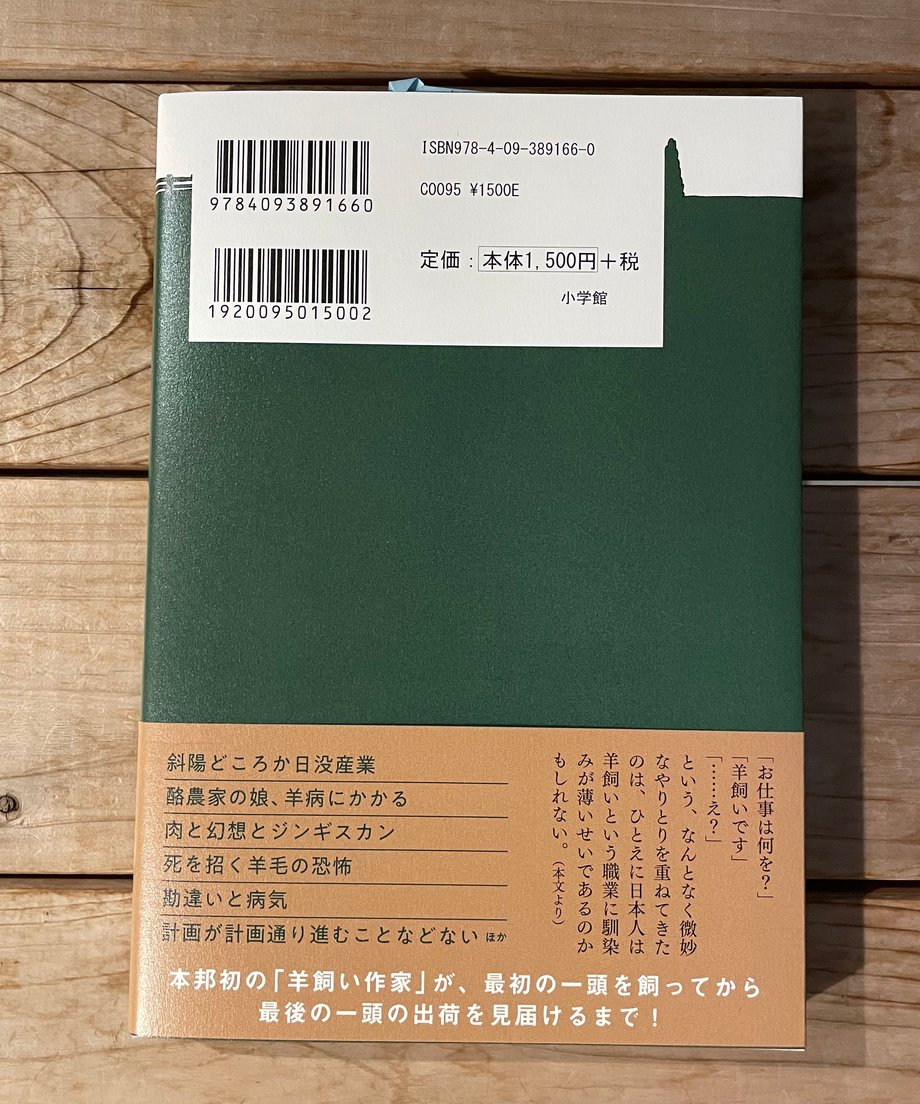 9784093891660
ISBN978-4-09-389166-0
C0095 ¥1500E
1920095015002
定価：本体1,500円＋税
小学館
「お仕事は何を？」
「羊飼いです」
「……え？」
という、なんとなく微妙
なやりとりを重ねてきた
のは、ひとえに日本人は
羊飼いという職業に馴染
みが薄いせいであるのか
もしれない。（本文より）
斜陽どころか日没産業
酪農家の娘、羊病にかかる
肉と幻想とジンギスカン
死を招く羊毛の恐怖
勘違いと病気
計画が計画通り進むことなどない ほか
本邦初の「羊飼い作家」が、最初の一頭を飼ってから
最後の一頭の出荷を見届けるまで！